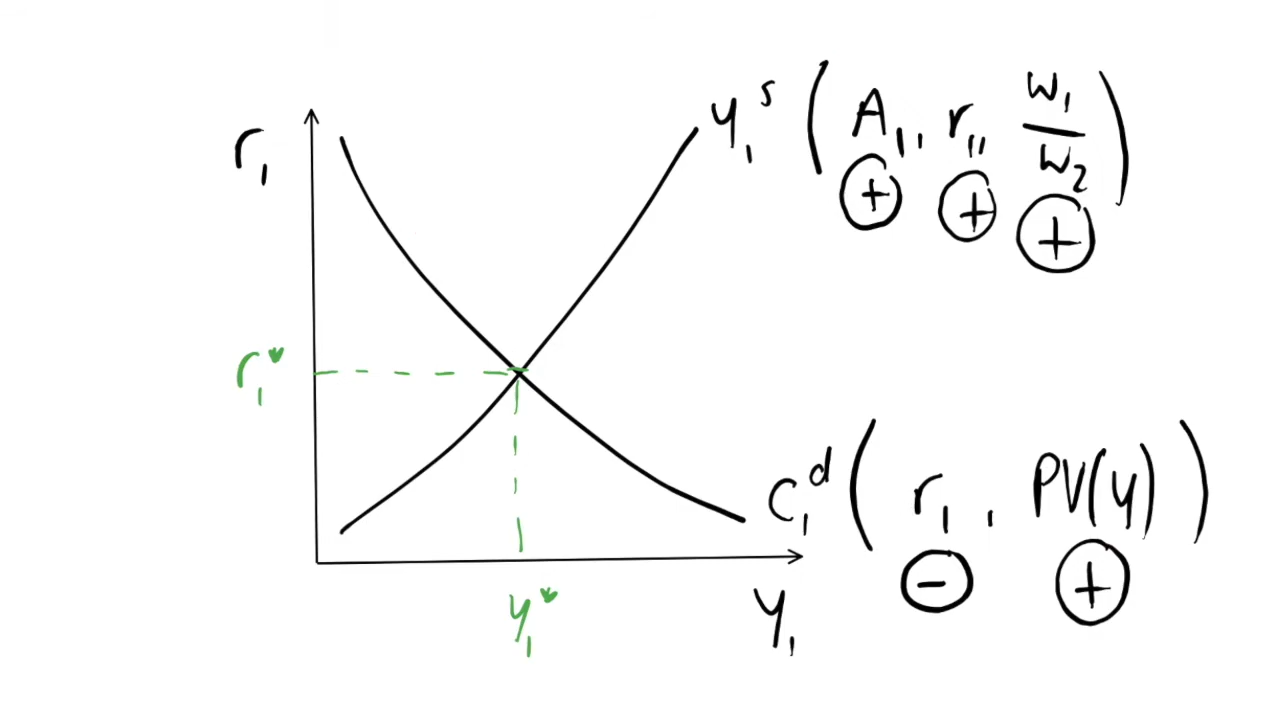 r₁
y₁ˢ ( A₁, r₁, w₁/w₂ )
+ + +
r₁*
C₁ᵈ ( r₁, PV(y) )
− +
y₁*
y₁